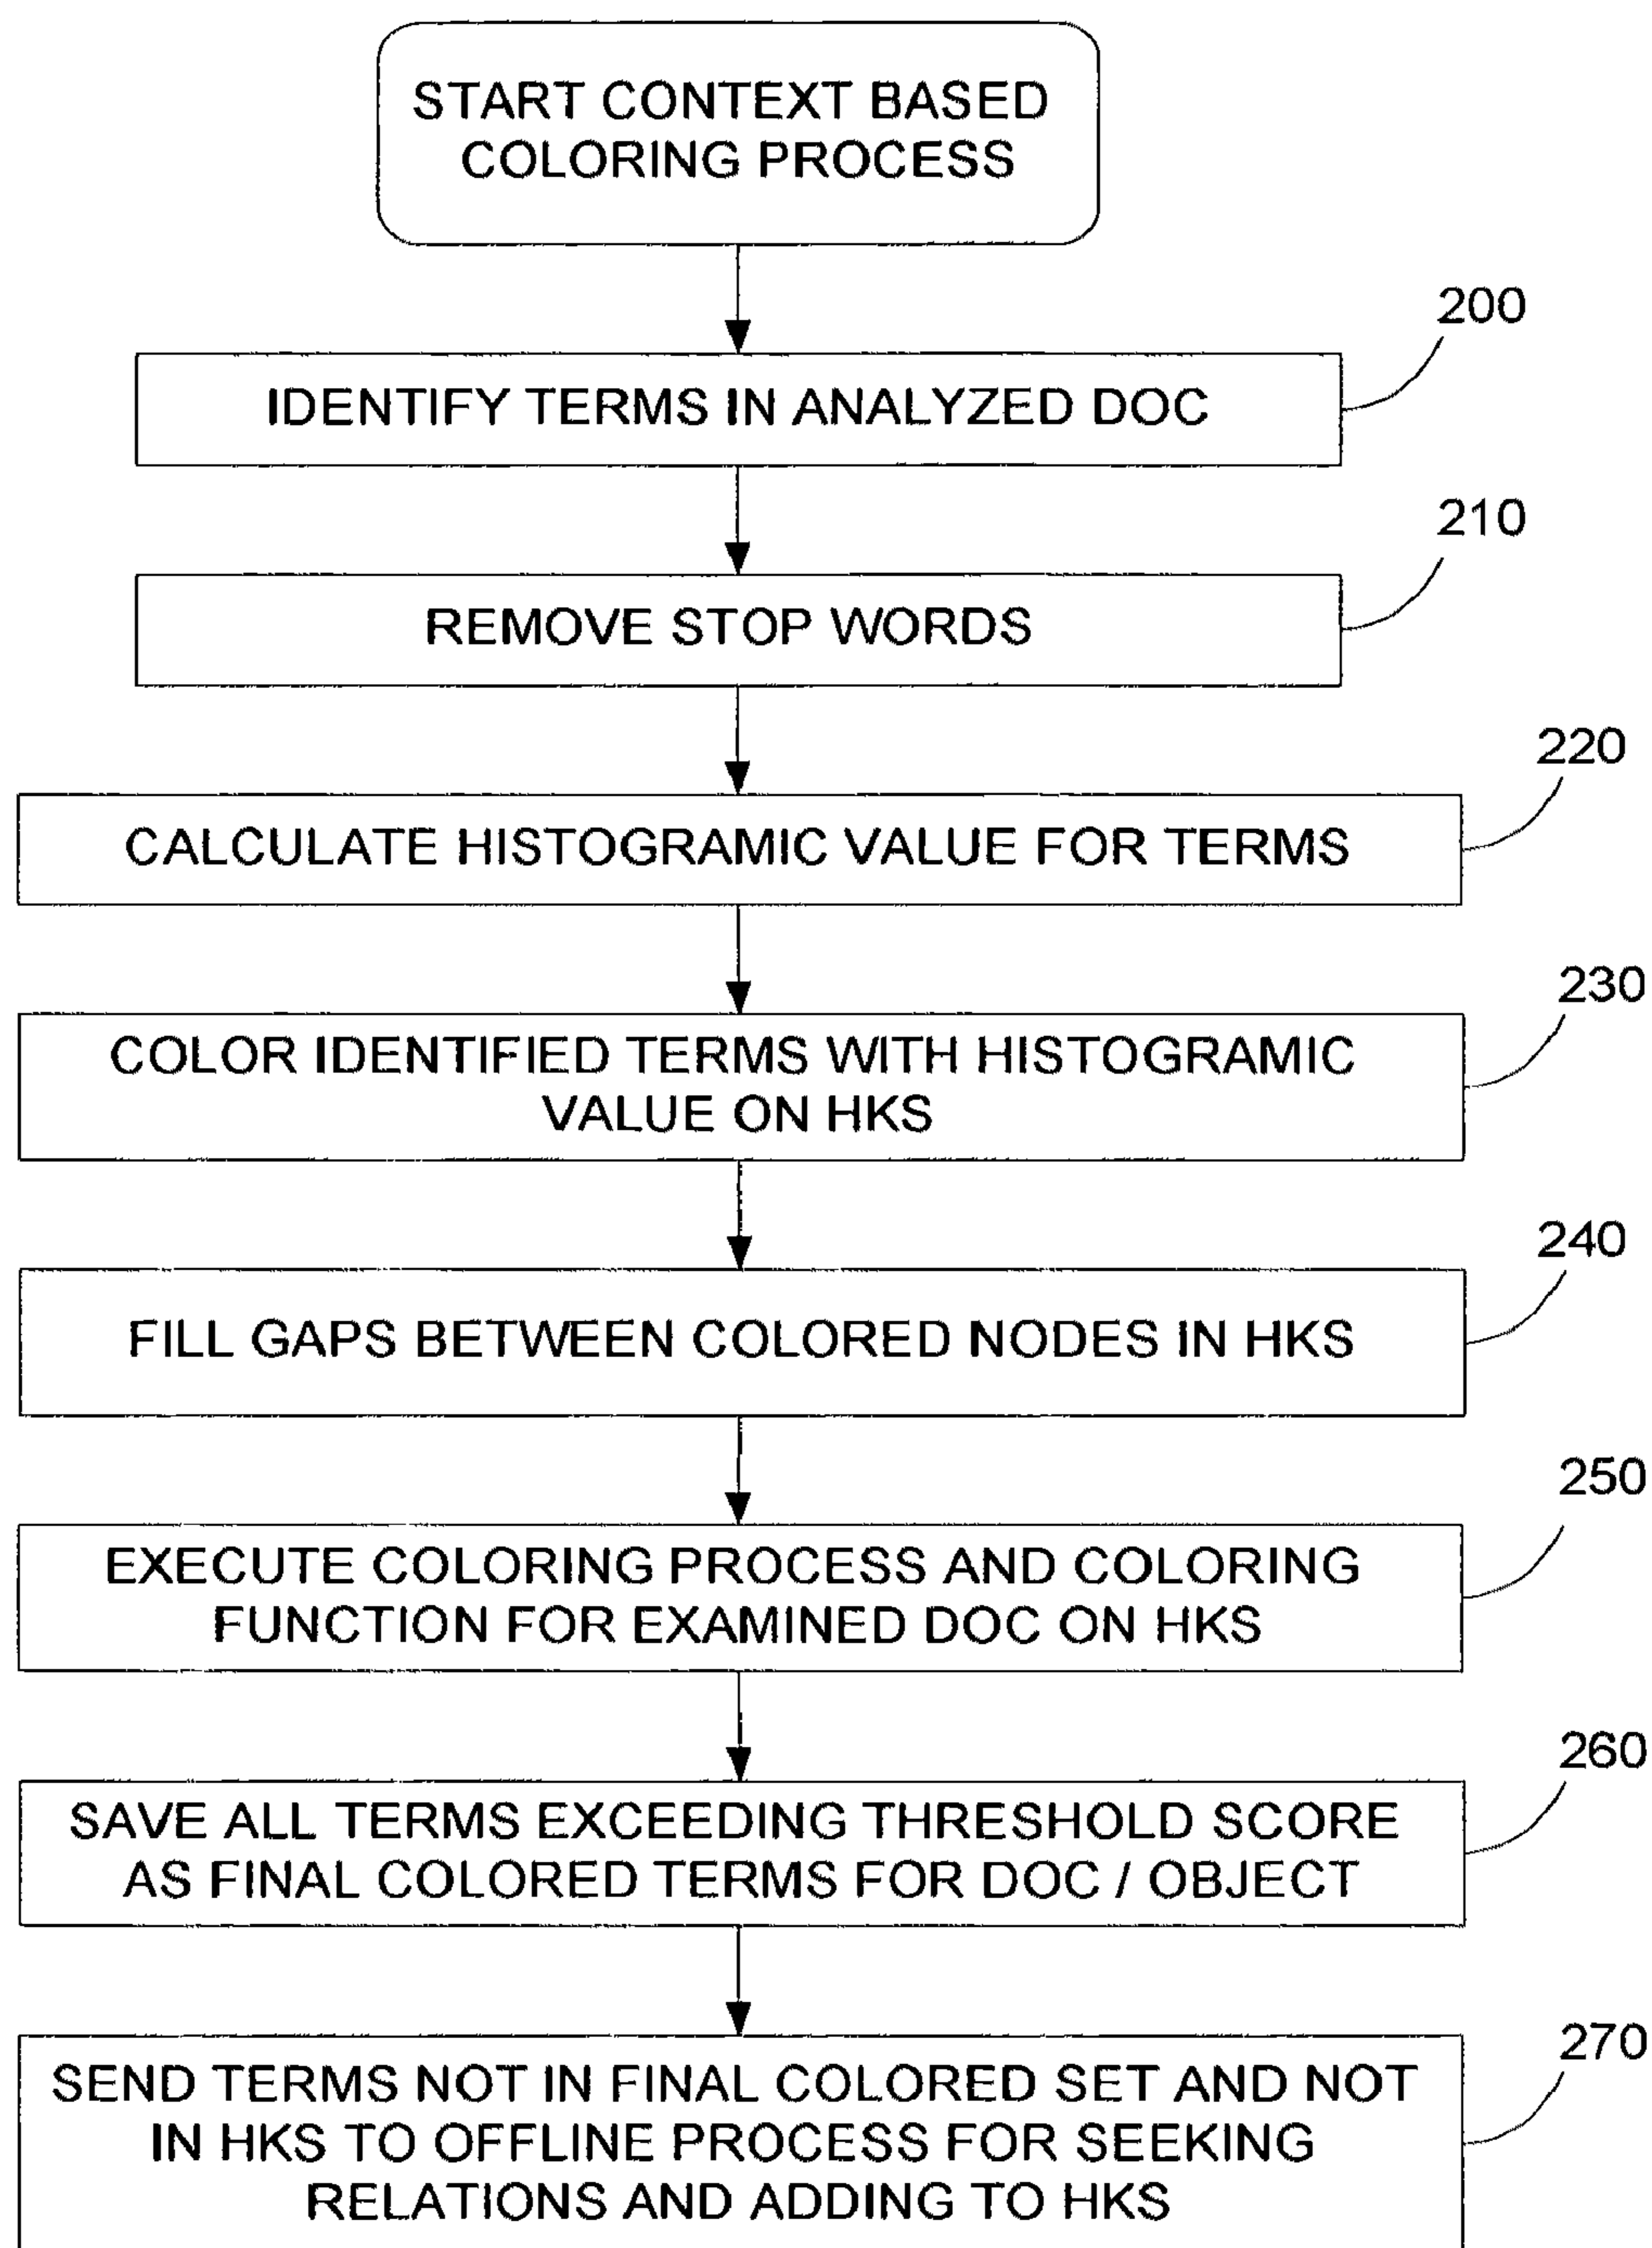 START CONTEXT BASED
COLORING PROCESS
200
IDENTIFY TERMS IN ANALYZED DOC
210
REMOVE STOP WORDS
220
CALCULATE HISTOGRAMIC VALUE FOR TERMS
230
COLOR IDENTIFIED TERMS WITH HISTOGRAMIC
VALUE ON HKS
240
FILL GAPS BETWEEN COLORED NODES IN HKS
250
EXECUTE COLORING PROCESS AND COLORING
FUNCTION FOR EXAMINED DOC ON HKS
260
SAVE ALL TERMS EXCEEDING THRESHOLD SCORE
AS FINAL COLORED TERMS FOR DOC / OBJECT
270
SEND TERMS NOT IN FINAL COLORED SET AND NOT
IN HKS TO OFFLINE PROCESS FOR SEEKING
RELATIONS AND ADDING TO HKS